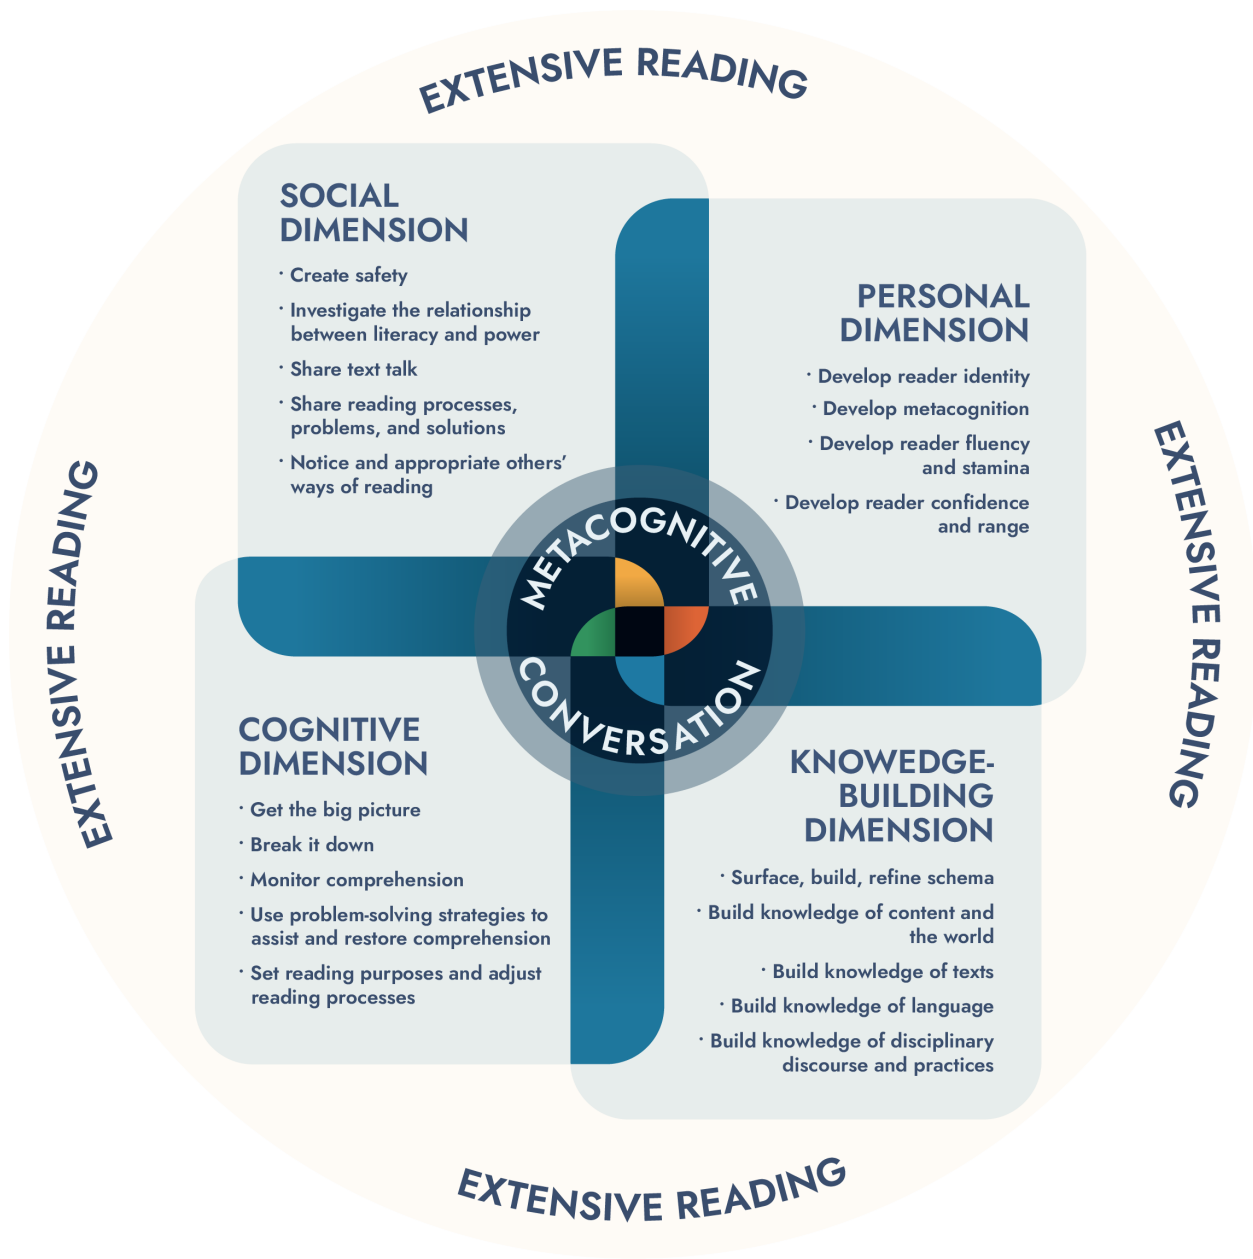 EXTENSIVE READING
SOCIAL
DIMENSION
· Create safety
· Investigate the relationship
between literacy and power
· Share text talk
· Share reading processes,
problems, and solutions
· Notice and appropriate others’
ways of reading
PERSONAL
DIMENSION
· Develop reader identity
· Develop metacognition
· Develop reader fluency
and stamina
· Develop reader confidence
and range
EXTENSIVE READING
EXTENSIVE READING
METACOGNITIVE
CONVERSATION
COGNITIVE
DIMENSION
· Get the big picture
· Break it down
· Monitor comprehension
· Use problem-solving strategies to
assist and restore comprehension
· Set reading purposes and adjust
reading processes
KNOWEDGE-
BUILDING
DIMENSION
· Surface, build, refine schema
· Build knowledge of content and
the world
· Build knowledge of texts
· Build knowledge of language
· Build knowledge of disciplinary
discourse and practices
EXTENSIVE READING